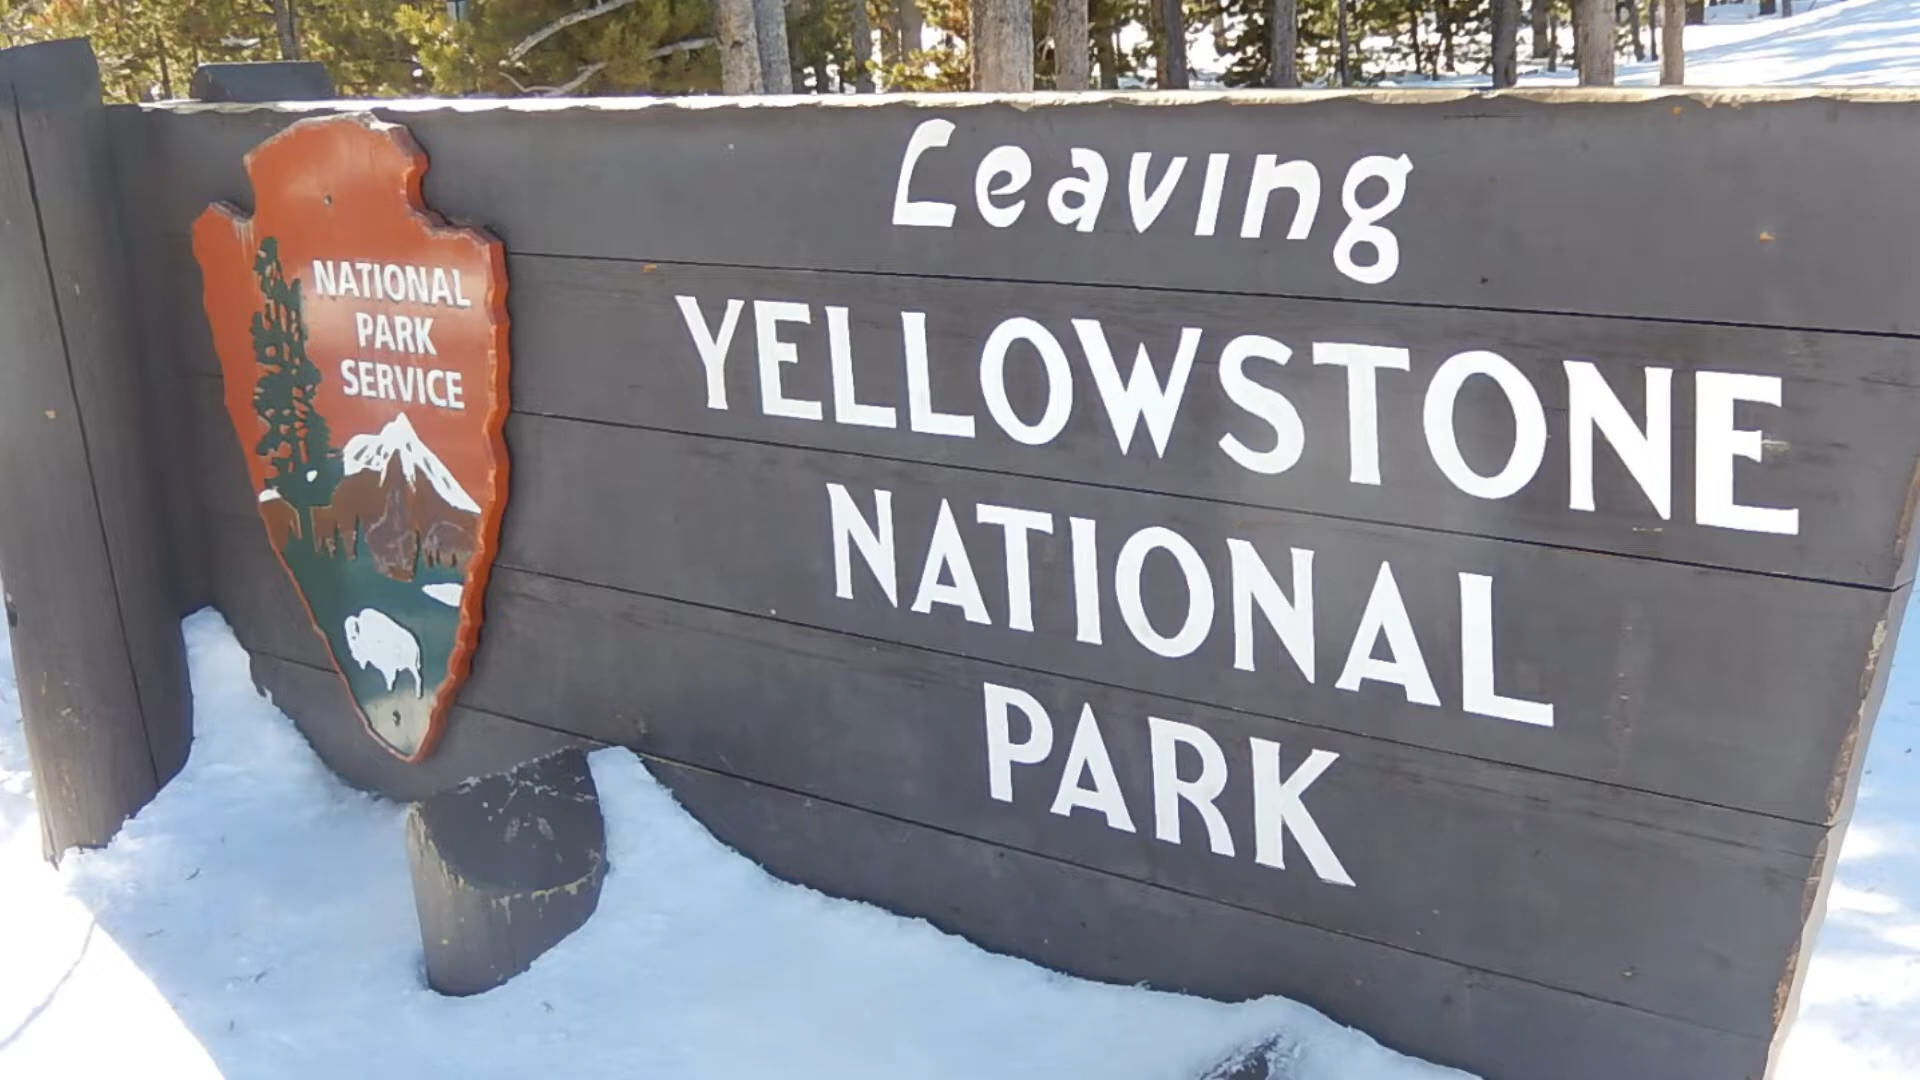 NATIONAL
PARK
SERVICE
Leaving
YELLOWSTONE
NATIONAL
PARK